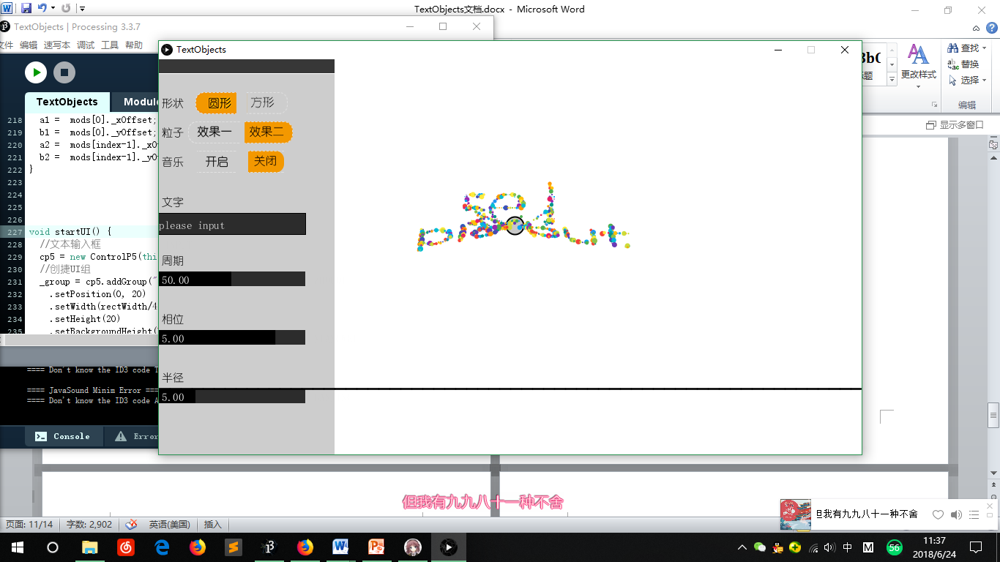 TextObjects文档.docx - Microsoft Word
TextObjects | Processing 3.3.7
文件 编辑 速写本 调试 工具 帮助
TextObjects
更改样式
查找
替换
选择
编辑
显示多窗口
TextObjects
218 a1 = mods[0]._xOffset;
219 b1 = mods[0]._yOffset;
220 a2 = mods[index-1]._xO
221 b2 = mods[index-1]._yO
222 }
223
224
225
226
227 void startUI() {
228 //文本输入框
229 cp5 = new ControlP5(thi
230 //创捷UI组
231 _group = cp5.addGroup("
232 .setPosition(0, 20)
233 .setWidth(rectWidth/4
234 .setHeight(20)
235 .setBackgroundHeight(
==== Don't know the ID3 code T
==== JavaSound Minim Error ===
==== Don't know the ID3 code A
Console
形状 圆形 方形
粒子 效果一 效果二
音乐 开启 关闭
文字
please input
周期
50.00
相位
5.00
半径
5.00
但我有九九八十一种不舍
但我有九九八十一种不舍
页面: 11/14 字数: 2,902 英语(美国) 插入
中 M 56
11:37
2018/6/24